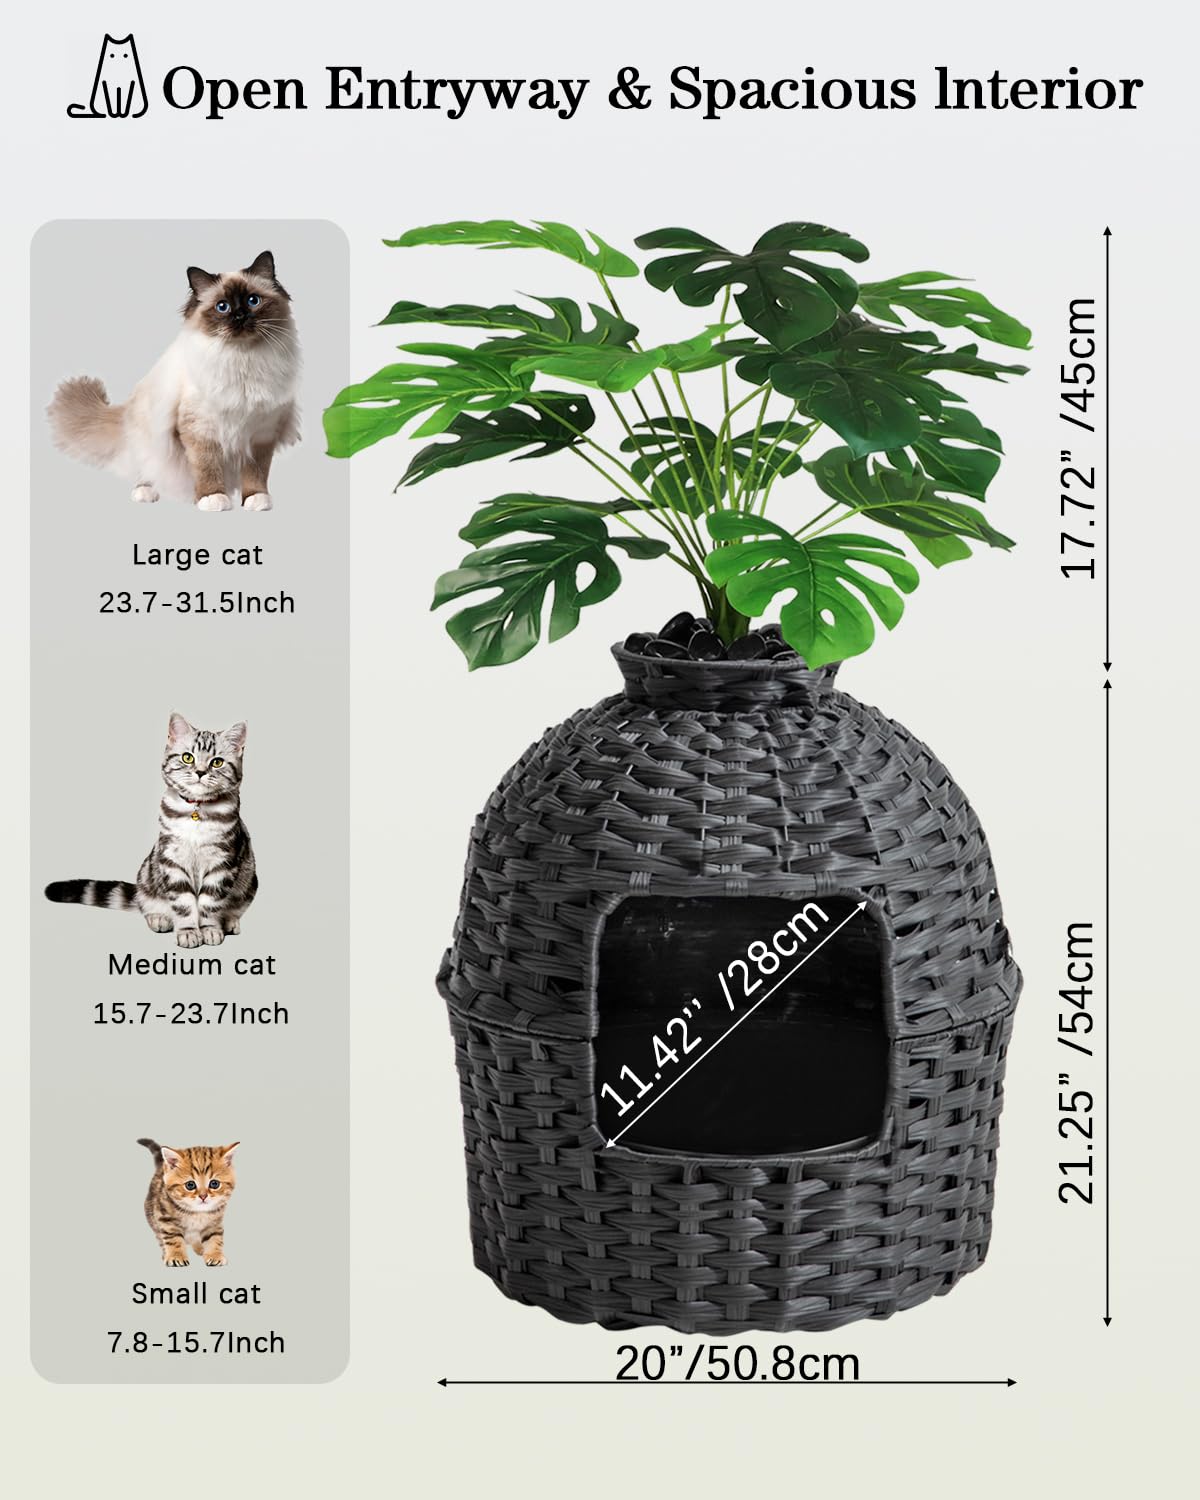 Open Entryway & Spacious Interior
Large cat
23.7-31.5Inch
Medium cat
15.7-23.7Inch
Small cat
7.8-15.7Inch
17.72” /45cm
11.42’’ /28cm
21.25” /54cm
20”/50.8cm